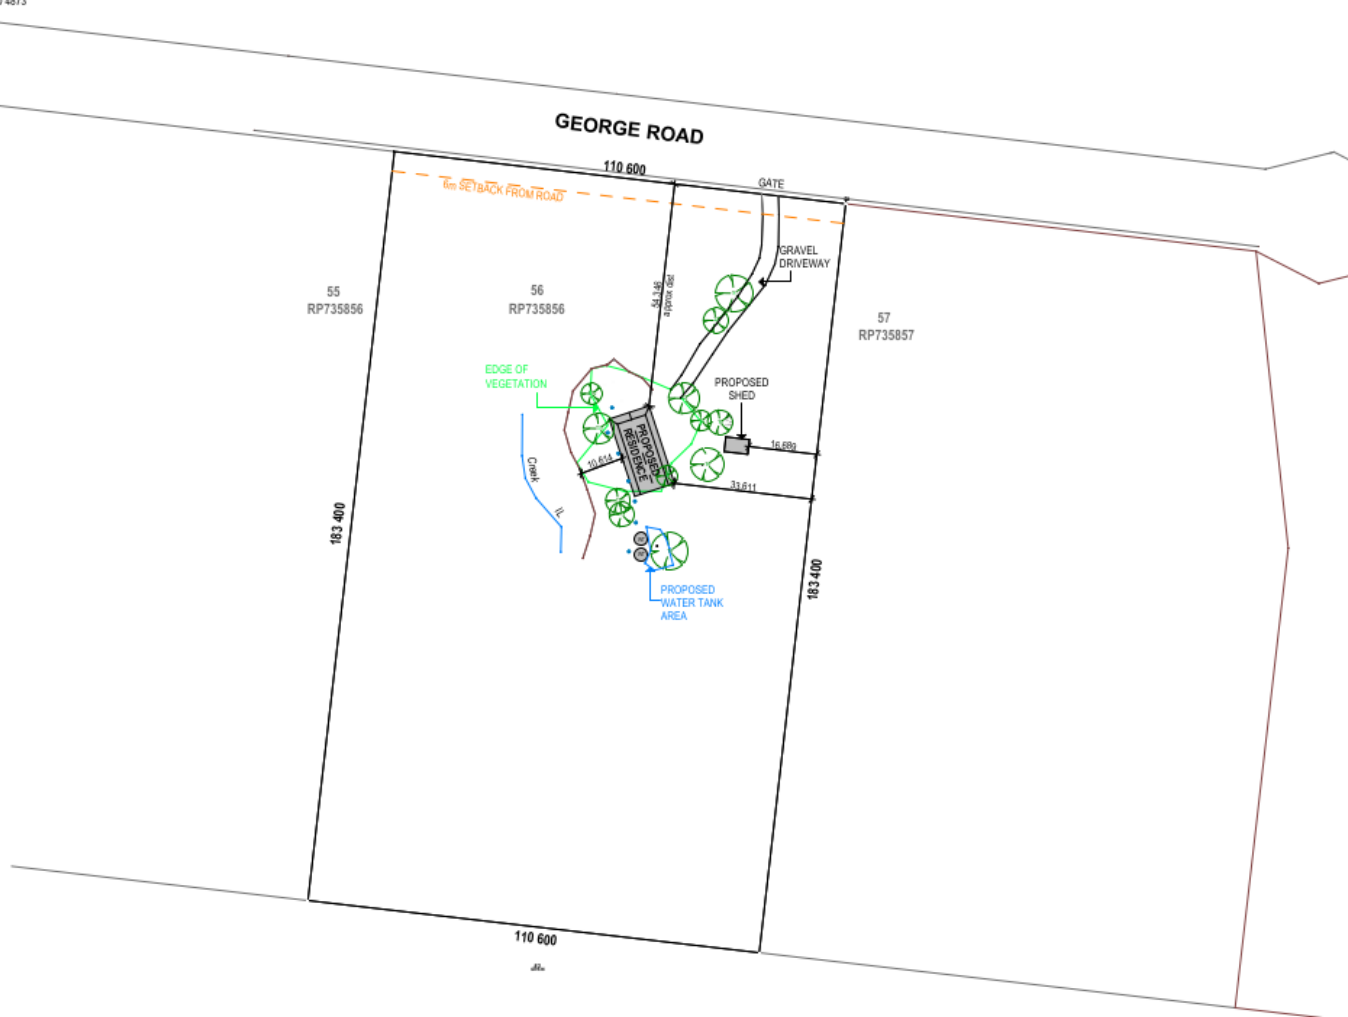 GEORGE ROAD
110 600
GATE
6m SETBACK FROM ROAD
GRAVEL
DRIVEWAY
54,146
approx dist
55
RP735856
56
RP735856
57
RP735857
EDGE OF
VEGETATION
PROPOSED
SHED
PROPOSED
RESIDENCE
16,689
10,614
33,611
Creek
IL
183 400
183 400
PROPOSED
WATER TANK
AREA
110 600